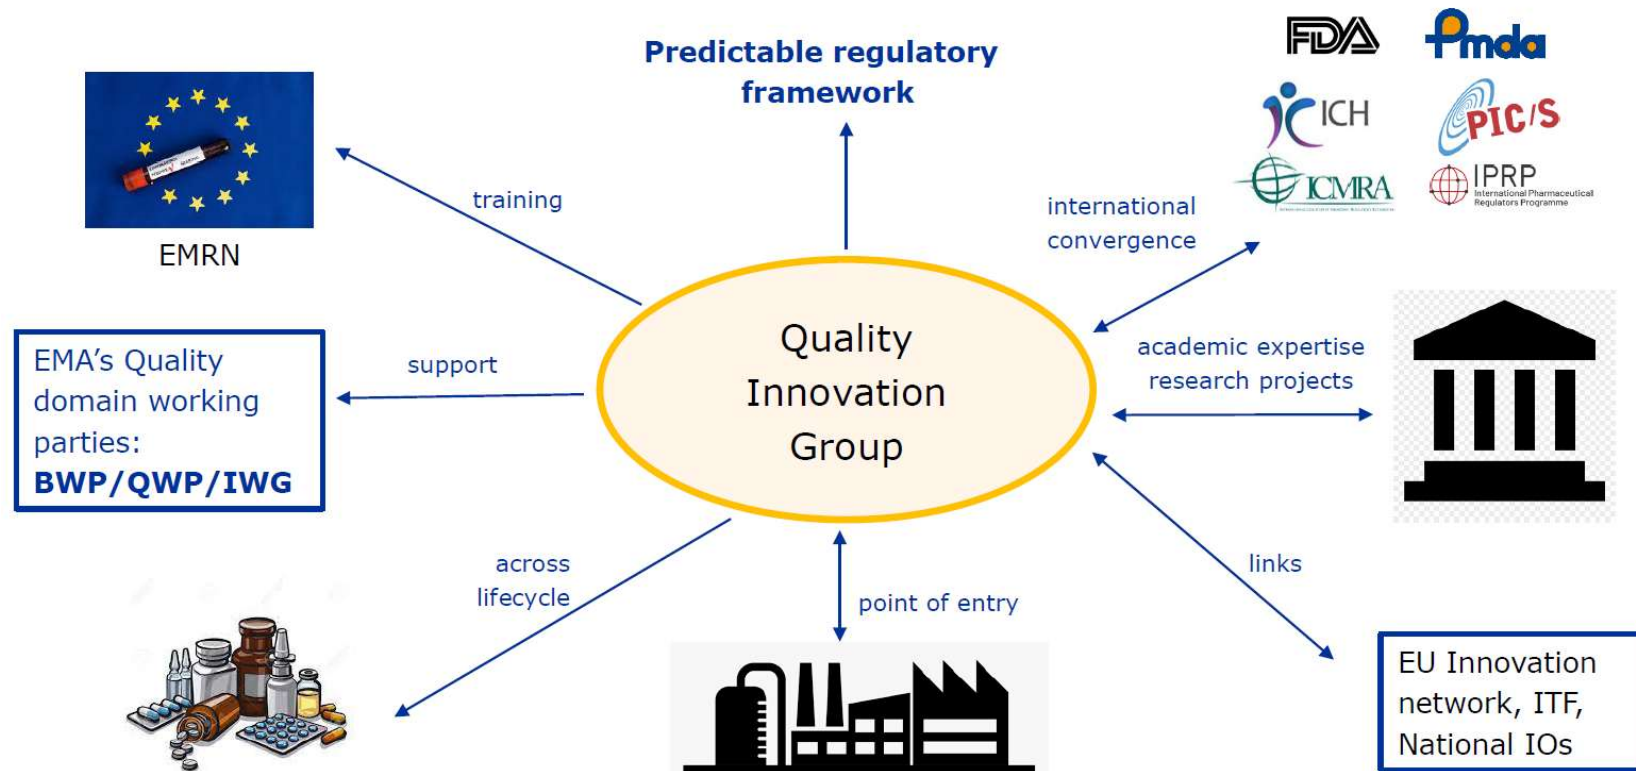 Predictable regulatory
framework
FDA
Pmda
ICH
PIC/S
ICMRA
IPRP
International Pharmaceutical
Regulators Programme
EMRN
training
international
convergence
Quality
Innovation
Group
EMA's Quality
domain working
parties:
BWP/QWP/IWG
support
academic expertise
research projects
across
lifecycle
point of entry
links
EU Innovation
network, ITF,
National IOs